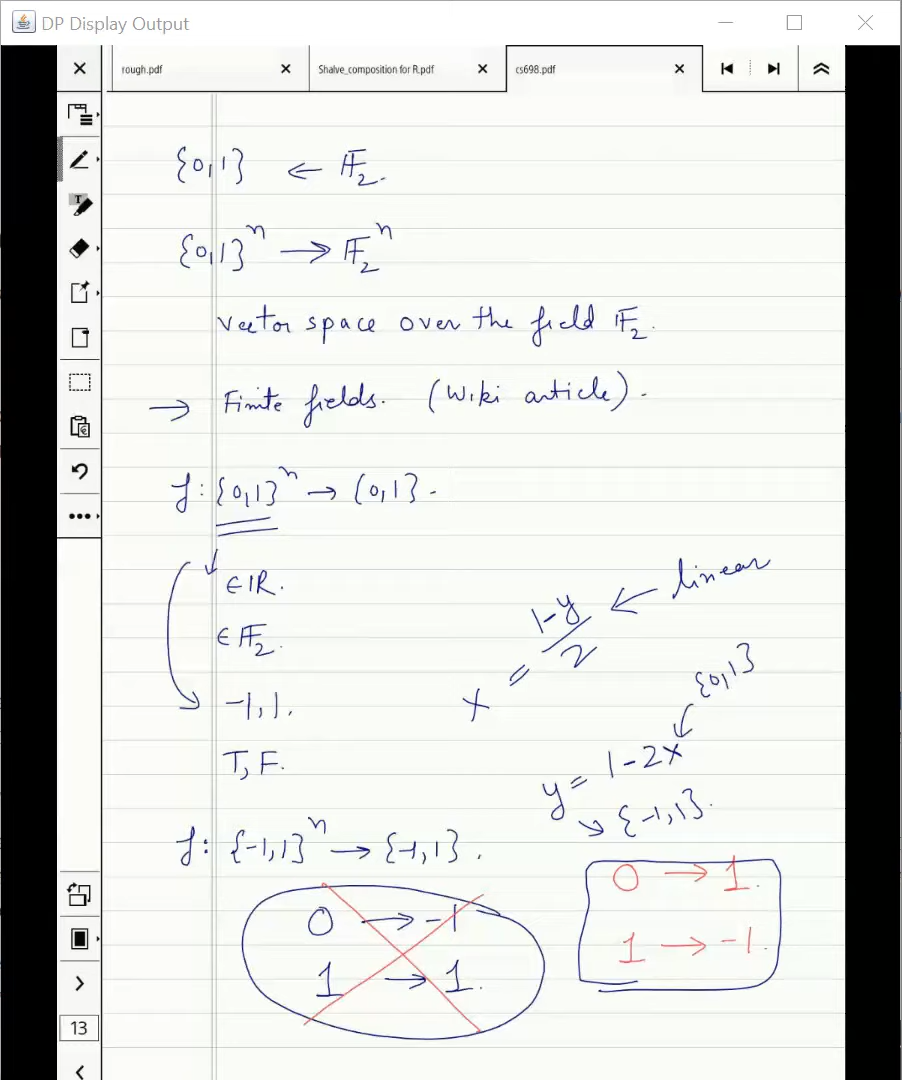 DP Display Output
rough.pdf
Shalve_composition for R.pdf
cs698.pdf
{0,1} ← 𝔽₂.
{0,1}ⁿ → 𝔽₂ⁿ
vector space over the field 𝔽₂.
→ Finite fields. (Wiki article).
f: {0,1}ⁿ → {0,1}.
↓
∈ ℝ.
∈ 𝔽₂.
-1, 1.
T, F.
x = (1-y)/2 ← linear
{0,1}
y = 1-2x
→ {-1,1}.
f: {-1,1}ⁿ → {-1,1}.
0 → -1
1 → 1.
0 → 1.
1 → -1.
13